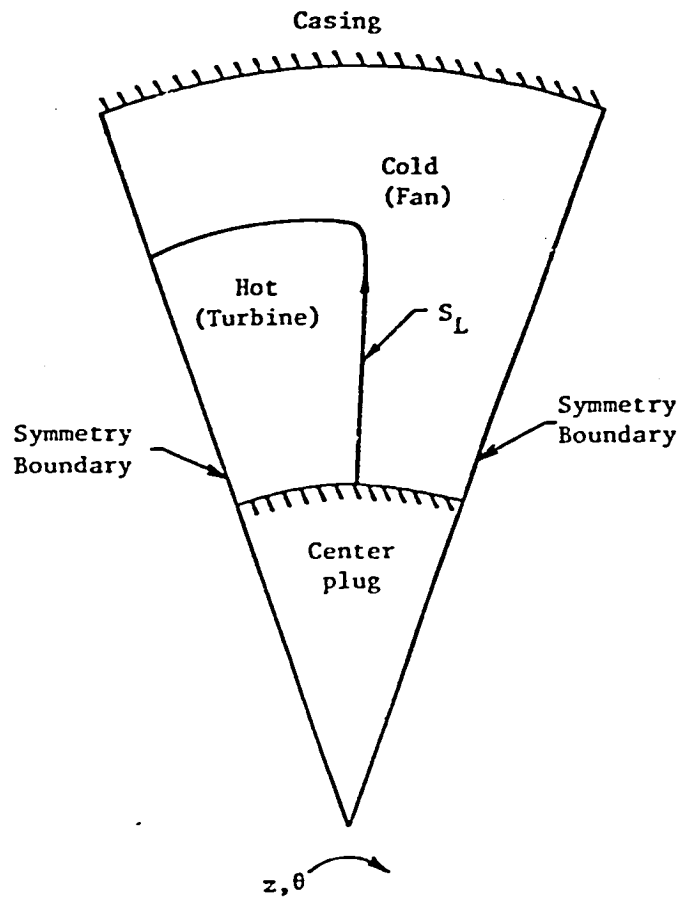 Casing
Cold
(Fan)
Hot
(Turbine)
S_L
Symmetry
Boundary
Symmetry
Boundary
Center
plug
z,θ